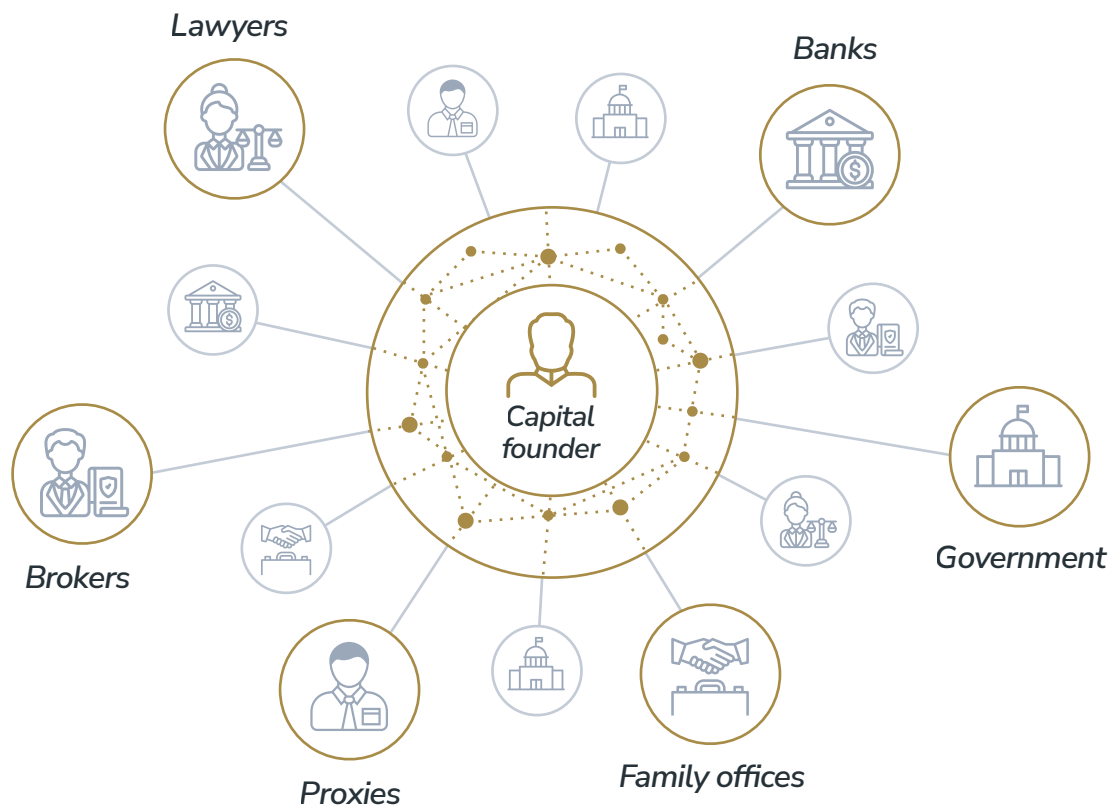 Lawyers
Banks
Capital
founder
Brokers
Government
Proxies
Family offices
$
$